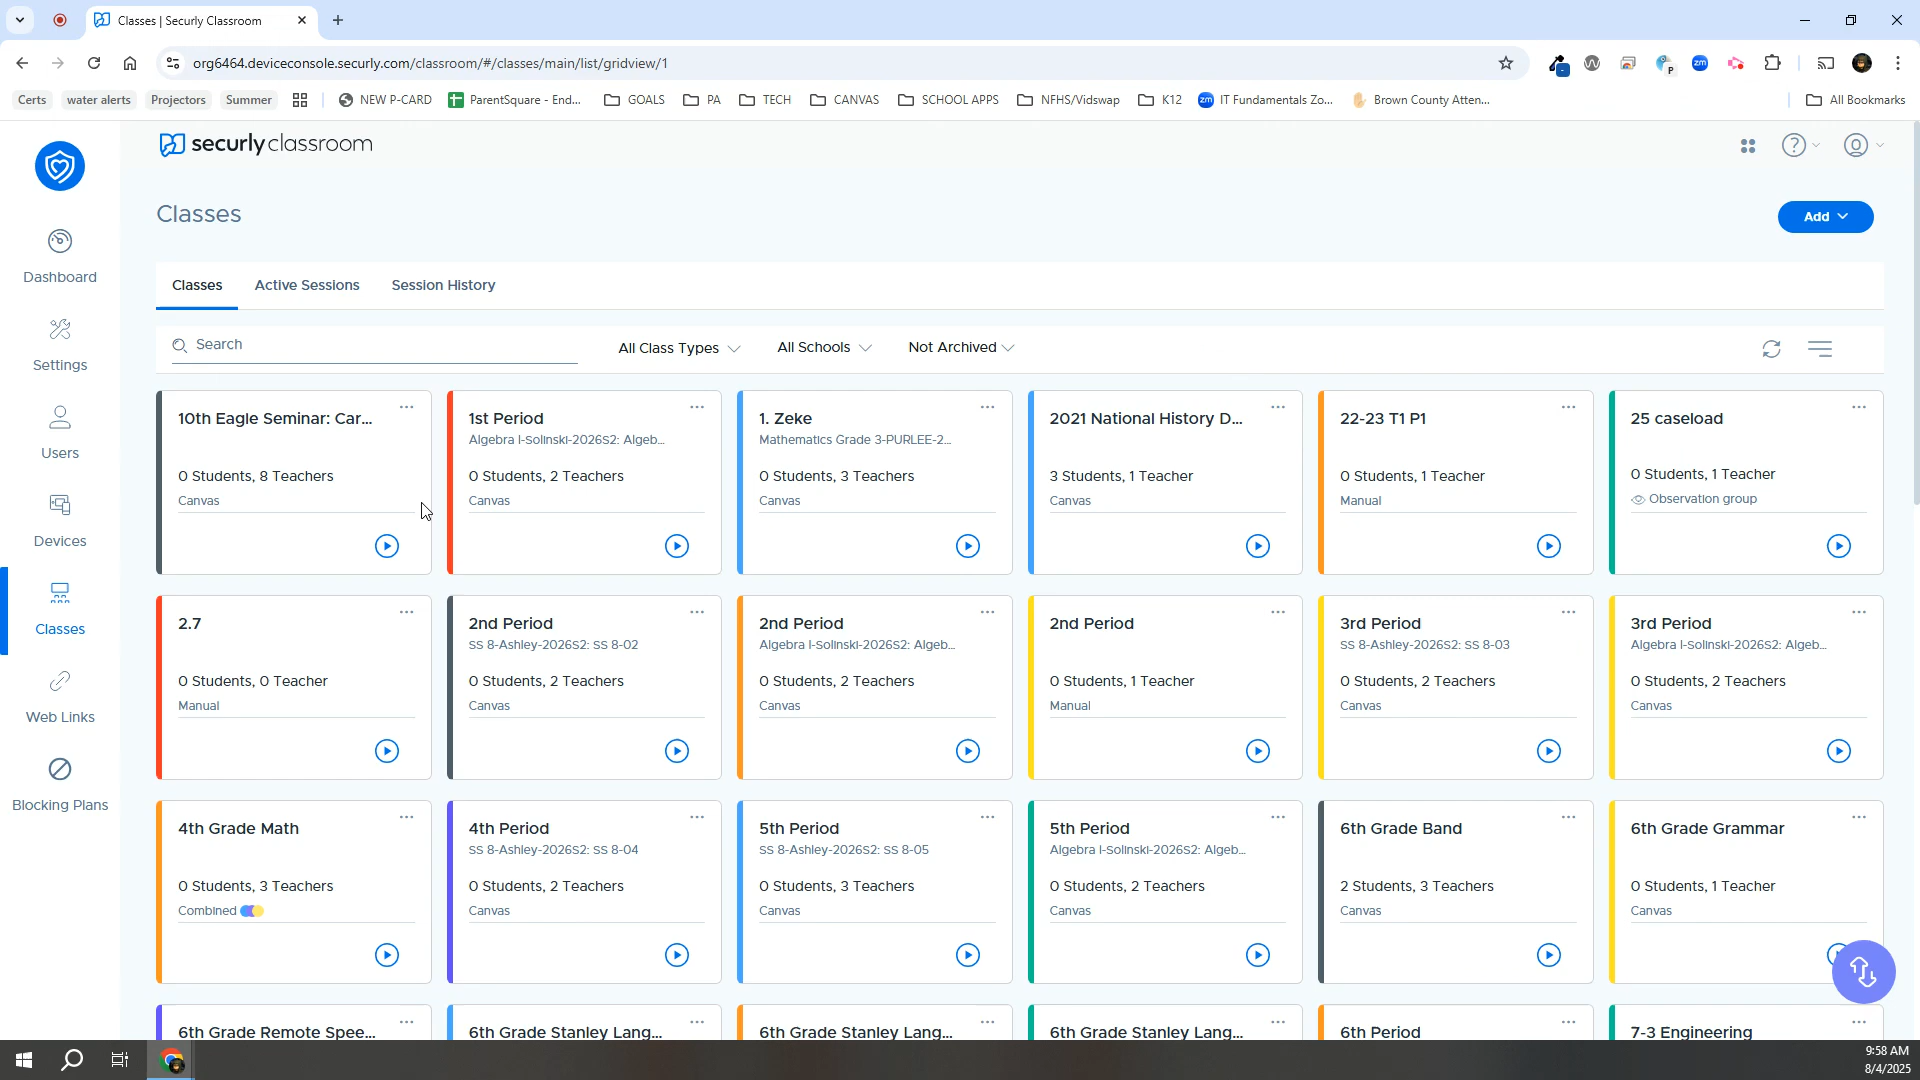 Classes | Securly Classroom
org6464.deviceconsole.securly.com/classroom/#/classes/main/list/gridview/1
Certs
water alerts
Projectors
Summer
NEW P-CARD
ParentSquare - End...
GOALS
PA
TECH
CANVAS
SCHOOL APPS
NFHS/Vidswap
K12
IT Fundamentals Zo...
Brown County Atten...
All Bookmarks
securly classroom
Dashboard
Settings
Users
Devices
Classes
Web Links
Blocking Plans
Classes
Add
Classes
Active Sessions
Session History
Search
All Class Types
All Schools
Not Archived
10th Eagle Seminar: Car...
0 Students, 8 Teachers
Canvas
1st Period
Algebra I-Solinski-2026S2: Algeb...
0 Students, 2 Teachers
Canvas
1. Zeke
Mathematics Grade 3-PURLEE-2...
0 Students, 3 Teachers
Canvas
2021 National History D...
3 Students, 1 Teacher
Canvas
22-23 T1 P1
0 Students, 1 Teacher
Manual
25 caseload
0 Students, 1 Teacher
Observation group
2.7
0 Students, 0 Teacher
Manual
2nd Period
SS 8-Ashley-2026S2: SS 8-02
0 Students, 2 Teachers
Canvas
2nd Period
Algebra I-Solinski-2026S2: Algeb...
0 Students, 2 Teachers
Canvas
2nd Period
0 Students, 1 Teacher
Manual
3rd Period
SS 8-Ashley-2026S2: SS 8-03
0 Students, 2 Teachers
Canvas
3rd Period
Algebra I-Solinski-2026S2: Algeb...
0 Students, 2 Teachers
Canvas
4th Grade Math
0 Students, 3 Teachers
Combined
4th Period
SS 8-Ashley-2026S2: SS 8-04
0 Students, 2 Teachers
Canvas
5th Period
SS 8-Ashley-2026S2: SS 8-05
0 Students, 3 Teachers
Canvas
5th Period
Algebra I-Solinski-2026S2: Algeb...
0 Students, 2 Teachers
Canvas
6th Grade Band
2 Students, 3 Teachers
Canvas
6th Grade Grammar
0 Students, 1 Teacher
Canvas
6th Grade Remote Spee...
6th Grade Stanley Lang...
6th Grade Stanley Lang...
6th Grade Stanley Lang...
6th Period
7-3 Engineering
9:58 AM
8/4/2025